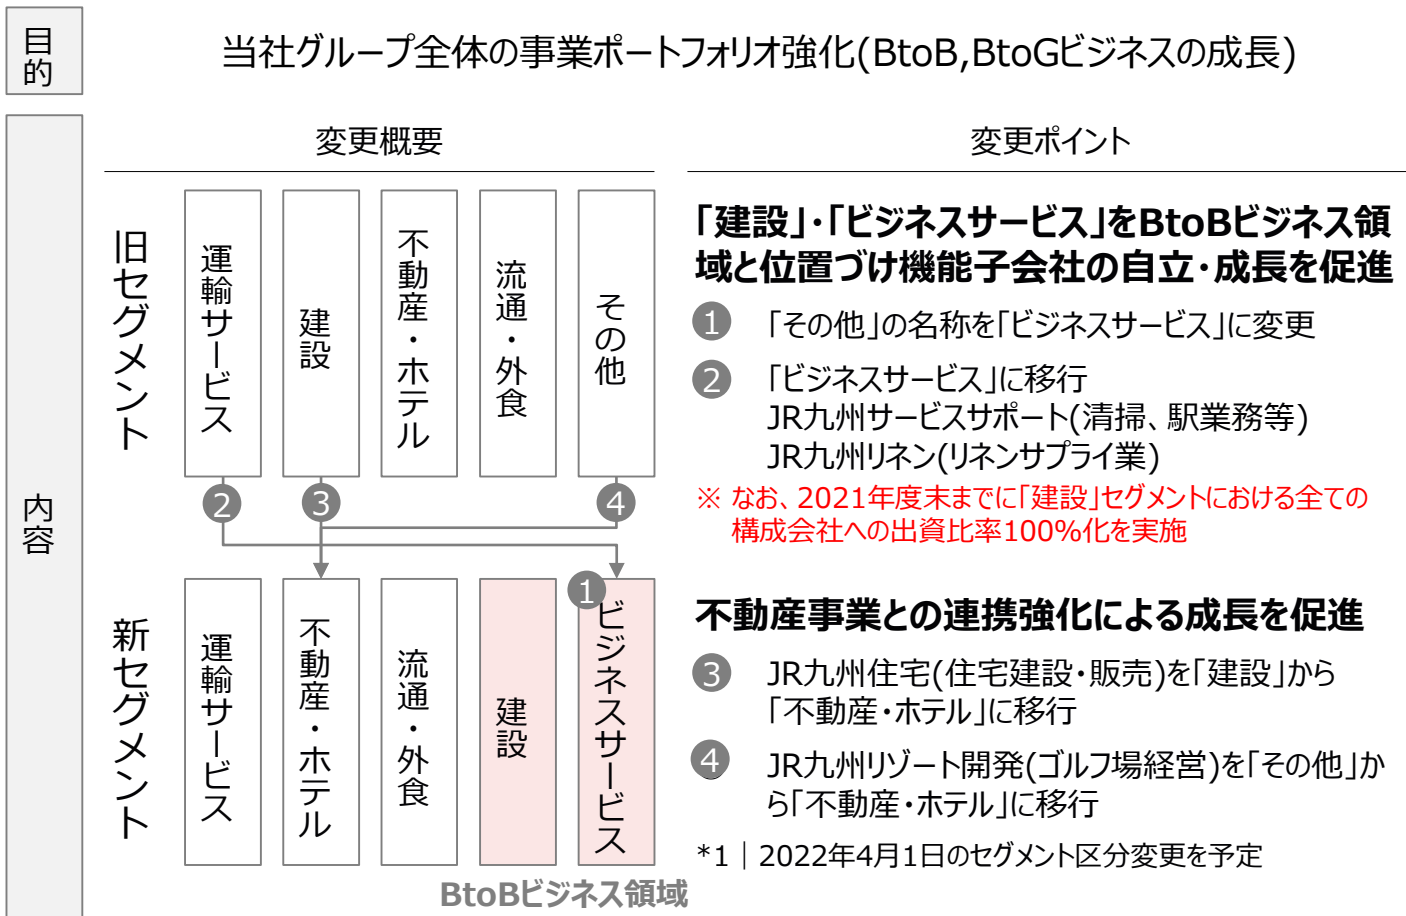 目的
当社グループ全体の事業ポートフォリオ強化(BtoB,BtoGビジネスの成長)
内容
変更概要
旧セグメント
運輸サービス
建設
不動産・ホテル
流通・外食
その他
2
3
4
1
新セグメント
運輸サービス
不動産・ホテル
流通・外食
建設
ビジネスサービス
BtoBビジネス領域
変更ポイント
「建設」・「ビジネスサービス」をBtoBビジネス領
域と位置づけ機能子会社の自立・成長を促進
1 「その他」の名称を「ビジネスサービス」に変更
2 「ビジネスサービス」に移行
JR九州サービスサポート(清掃、駅業務等)
JR九州リネン(リネンサプライ業)
※ なお、2021年度末までに「建設」セグメントにおける全ての
構成会社への出資比率100%化を実施
不動産事業との連携強化による成長を促進
3 JR九州住宅(住宅建設・販売)を「建設」から
「不動産・ホテル」に移行
4 JR九州リゾート開発(ゴルフ場経営)を「その他」か
ら「不動産・ホテル」に移行
*1｜2022年4月1日のセグメント区分変更を予定